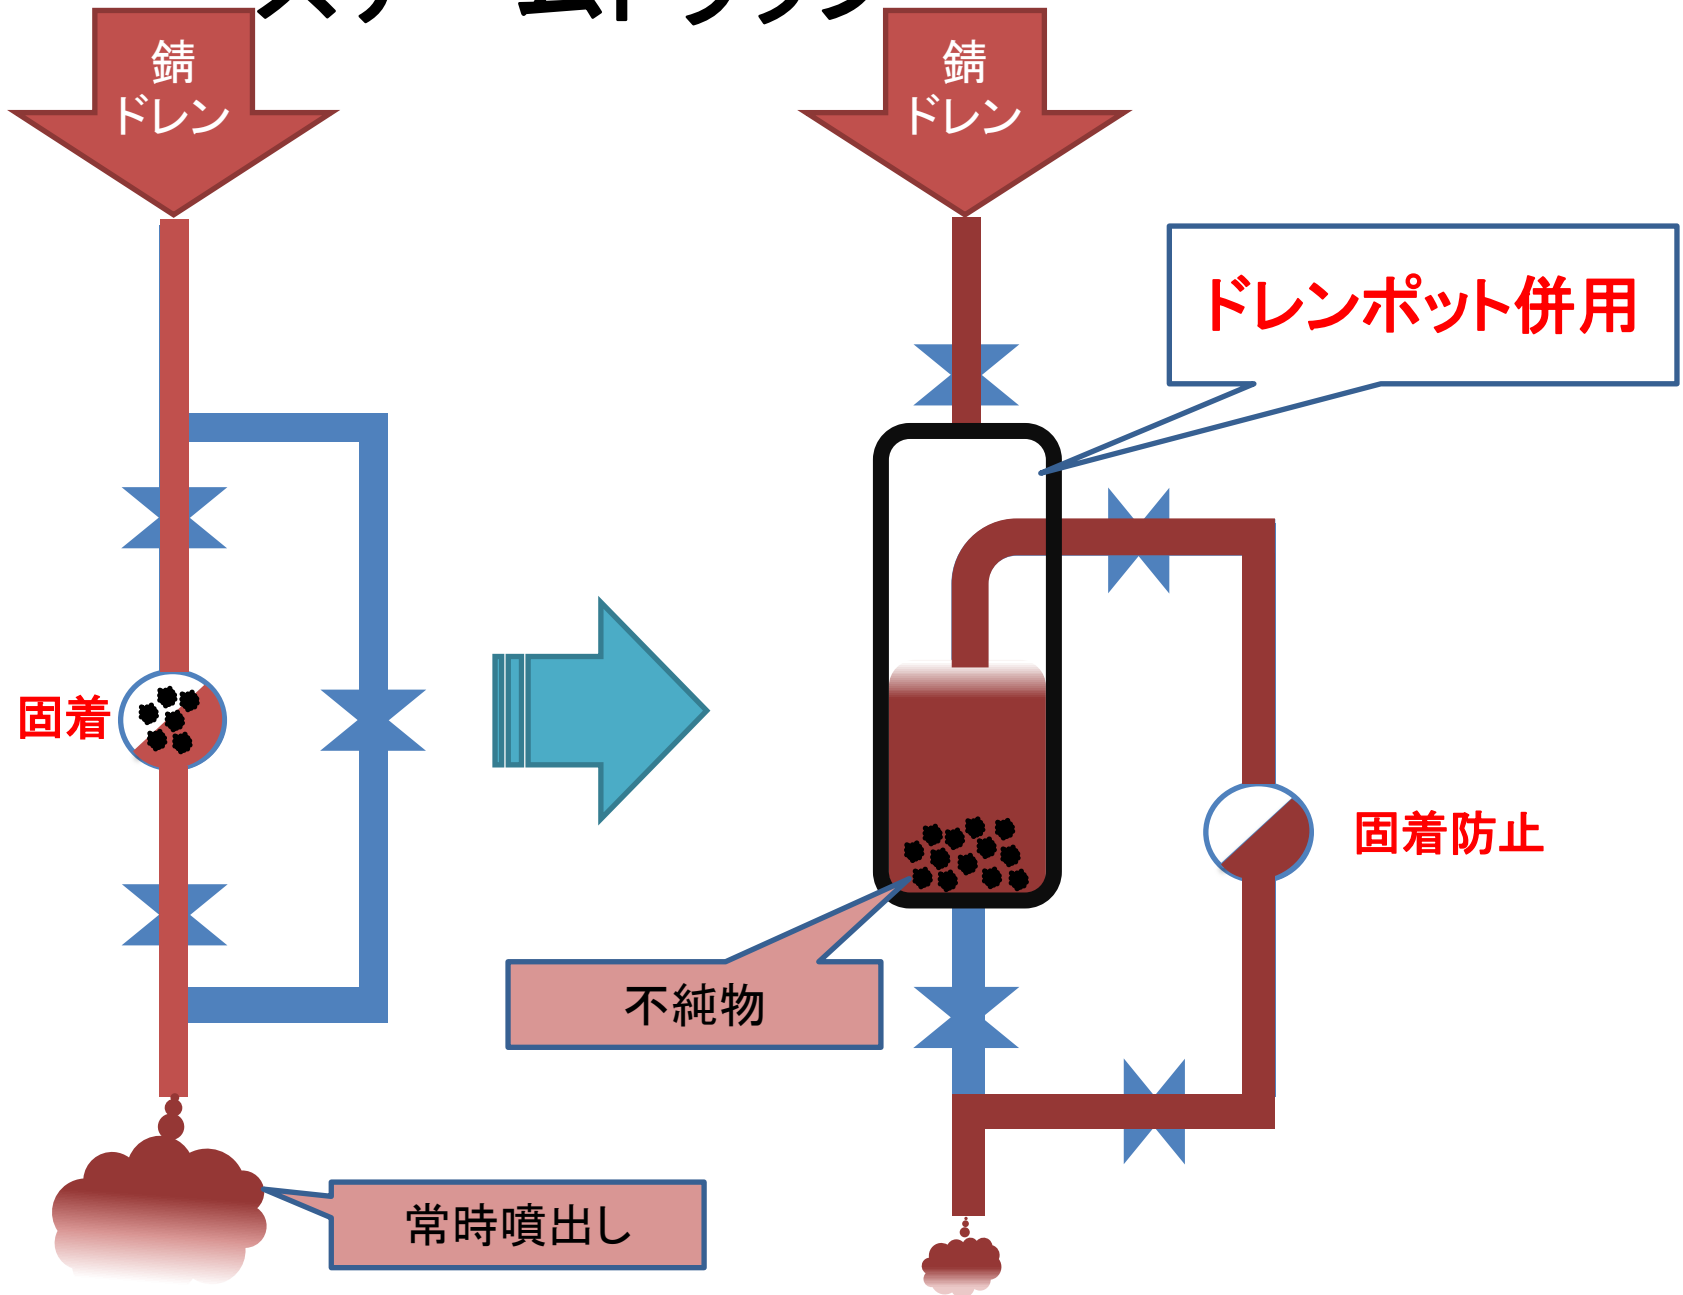 錆
ドレン
錆
ドレン
ドレンポット併用
固着
固着防止
不純物
常時噴出し